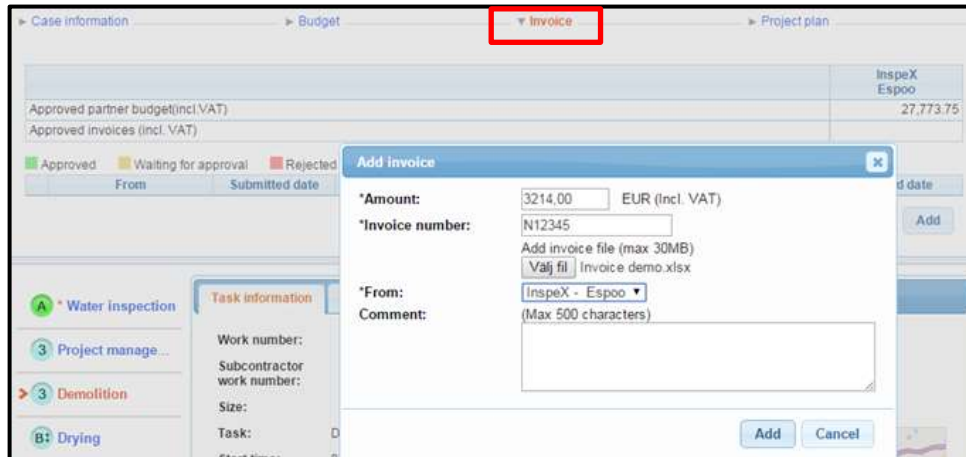 Case information
Budget
Invoice
Project plan
InspeX
Espoo
Approved partner budget(incl.VAT) 27,773.75
Approved invoices (incl. VAT)
Approved Waiting for approval Rejected
From Submitted date d date
Add
Add invoice
*Amount: 3214,00 EUR (Incl. VAT)
*Invoice number: N12345
Add invoice file (max 30MB)
Välj fil Invoice demo.xlsx
*From: InspeX - Espoo
Comment: (Max 500 characters)
Add Cancel
A * Water inspection
3 Project manage...
3 Demolition
B: Drying
Task information
Work number:
Subcontractor
work number:
Size:
Task: D